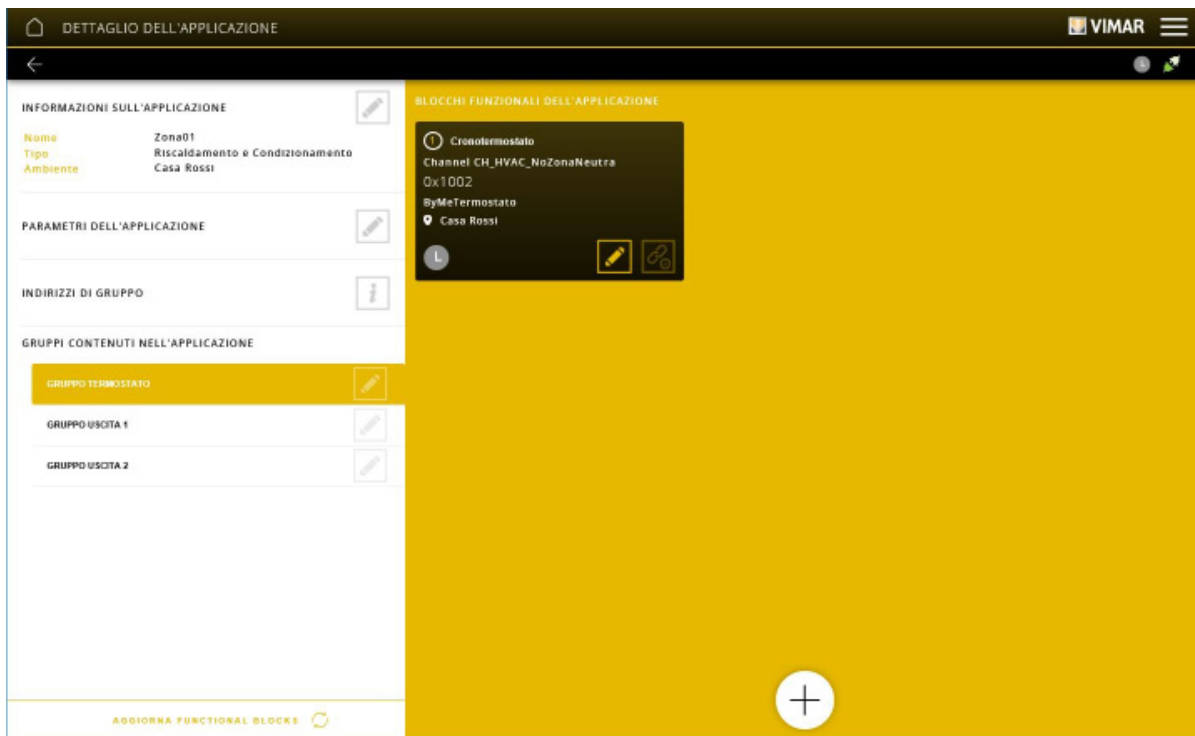 DETTAGLIO DELL'APPLICAZIONE
VIMAR
INFORMAZIONI SULL'APPLICAZIONE
Nome Zona01
Tipo Riscaldamento e Condizionamento
Ambiente Casa Rossi
PARAMETRI DELL'APPLICAZIONE
INDIRIZZI DI GRUPPO
i
GRUPPI CONTENUTI NELL'APPLICAZIONE
GRUPPO TERMOSTATO
GRUPPO USCITA 1
GRUPPO USCITA 2
AGGIORNA FUNCTIONAL BLOCKS
BLOCCHI FUNZIONALI DELL'APPLICAZIONE
1 Cronotermostato
Channel CH_HVAC_NoZonaNeutra
0x1002
ByMeTermostato
Casa Rossi
L